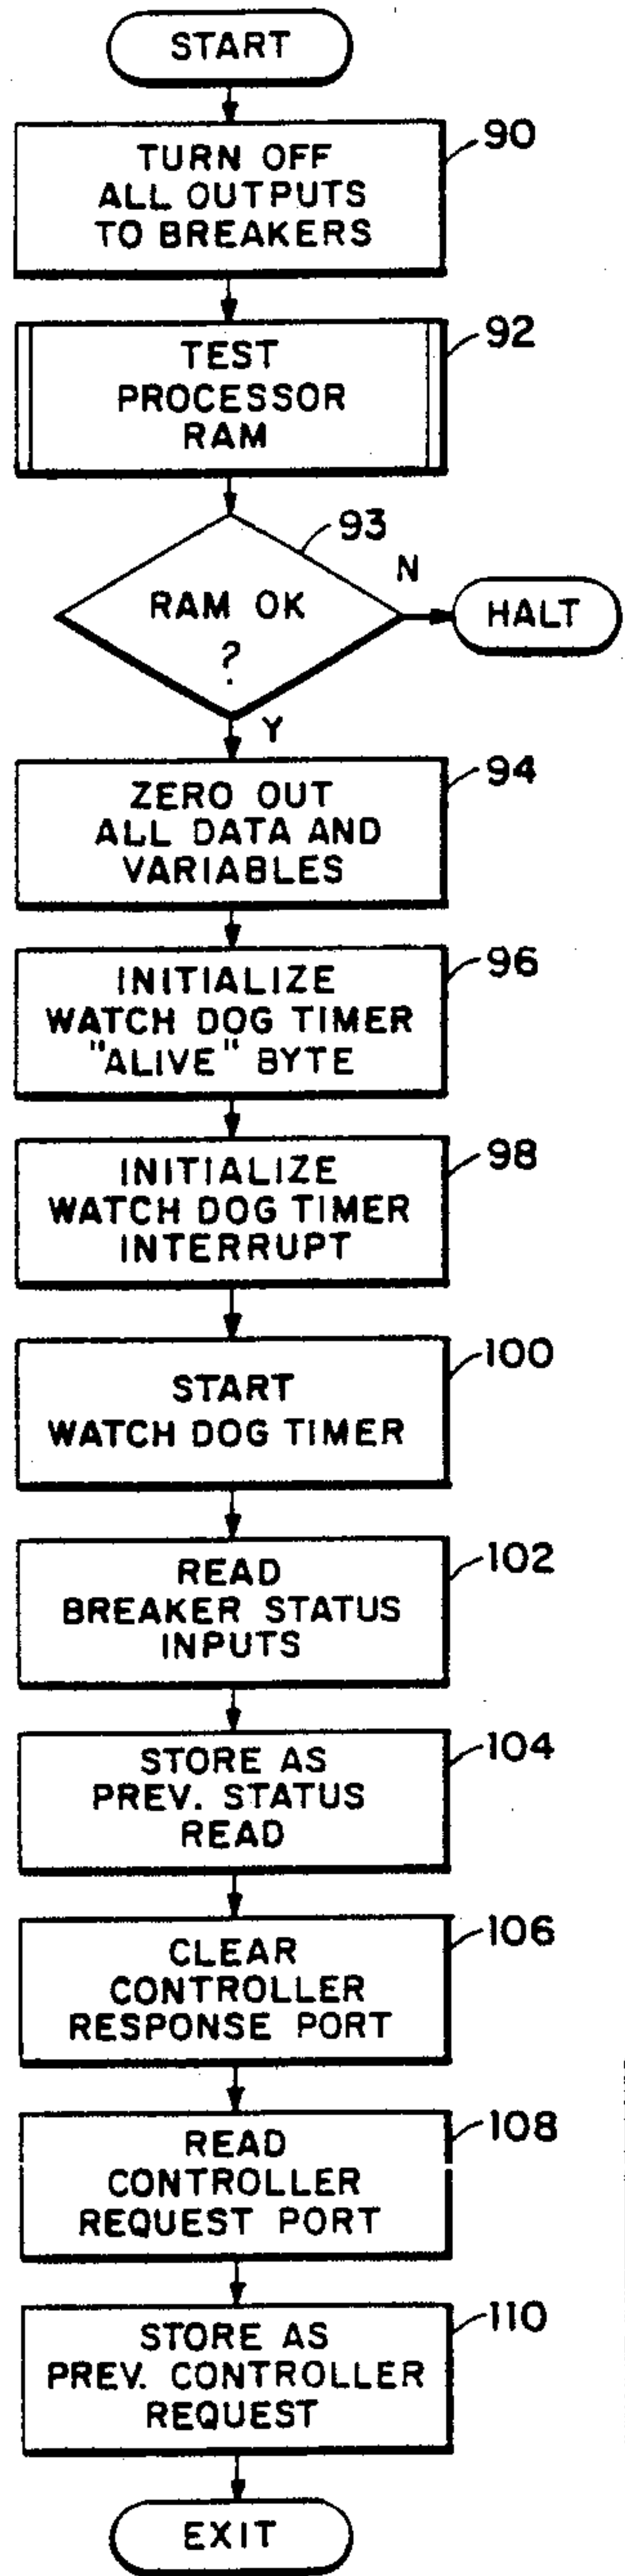 START
90
TURN OFF
ALL OUTPUTS
TO BREAKERS
92
TEST
PROCESSOR
RAM
93
RAM OK
?
N
HALT
Y
94
ZERO OUT
ALL DATA AND
VARIABLES
96
INITIALIZE
WATCH DOG TIMER
"ALIVE" BYTE
98
INITIALIZE
WATCH DOG TIMER
INTERRUPT
100
START
WATCH DOG TIMER
102
READ
BREAKER STATUS
INPUTS
104
STORE AS
PREV. STATUS
READ
106
CLEAR
CONTROLLER
RESPONSE PORT
108
READ
CONTROLLER
REQUEST PORT
110
STORE AS
PREV. CONTROLLER
REQUEST
EXIT